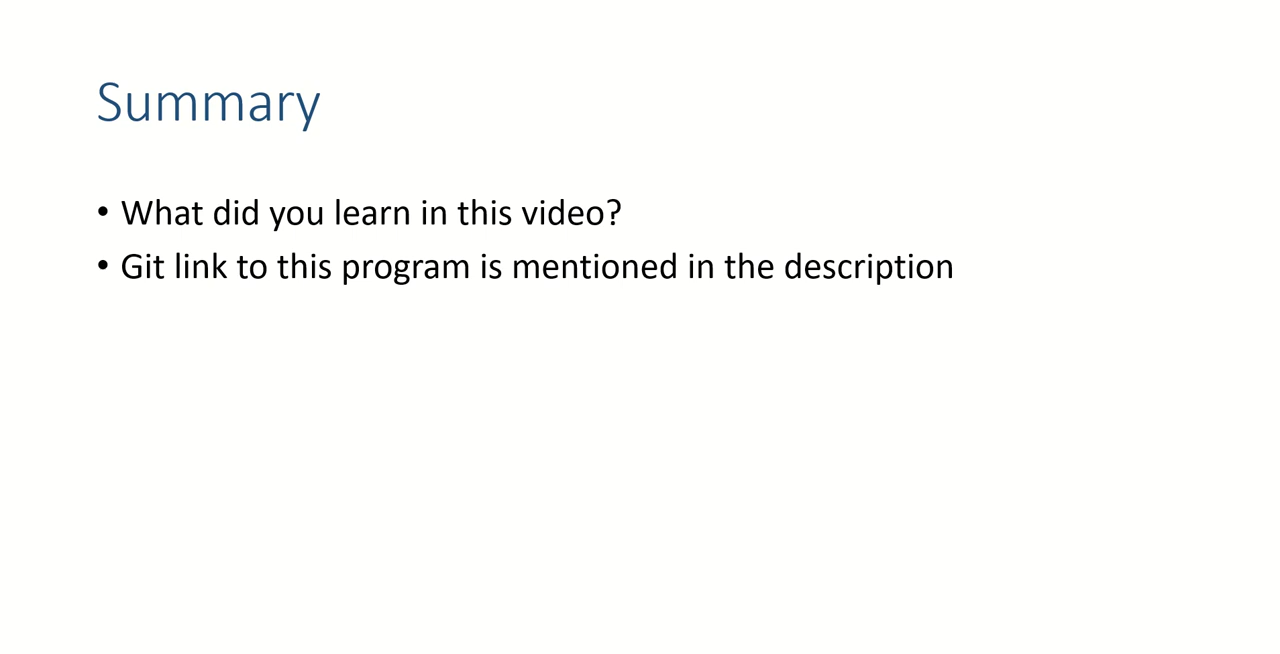 Summary
• What did you learn in this video?
• Git link to this program is mentioned in the description